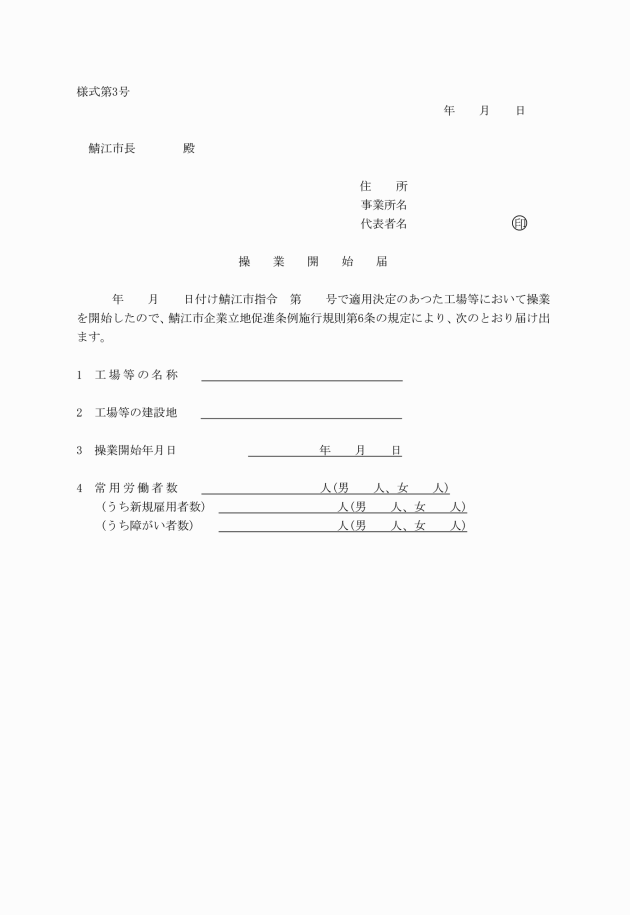 様式第3号
年　　月　　日
鯖江市長　　　　殿
住　　所
事業所名
代表者名　　　　　　　　　㊞
操　業　開　始　届
年　　月　　日付け鯖江市指令　第　　号で適用決定のあつた工場等において操業
を開始したので、鯖江市企業立地促進条例施行規則第6条の規定により、次のとおり届け出
ます。
1　工場等の名称
2　工場等の建設地
3　操業開始年月日　　　　　　年　　月　　日
4　常用労働者数　　　　　　人(男　　人、女　　人)
(うち新規雇用者数)　　　　　　人(男　　人、女　　人)
(うち障がい者数)　　　　　　人(男　　人、女　　人)